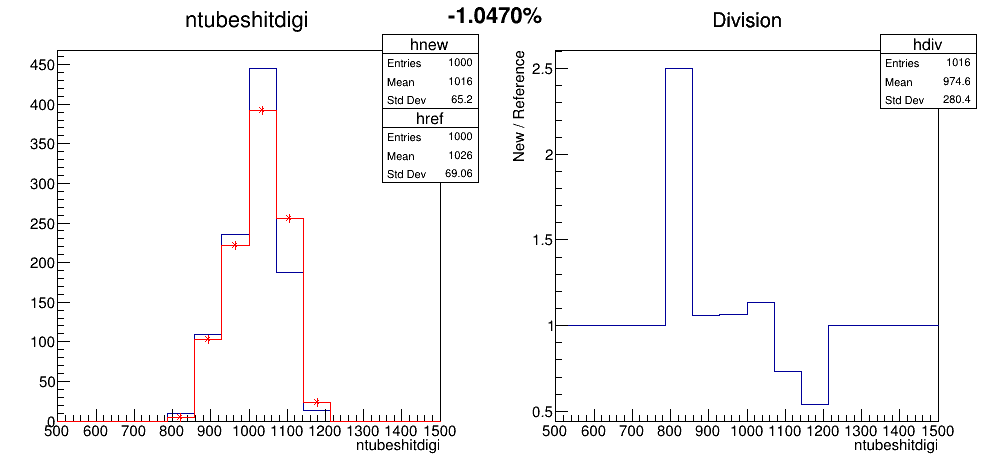 -1.0470%
ntubeshitdigi
hnew
Entries 1000
Mean 1016
Std Dev 65.2
href
Entries 1000
Mean 1026
Std Dev 69.06
450
400
350
300
250
200
150
100
50
0
500 600 700 800 900 1000 1100 1200 1300 1400 1500
ntubeshitdigi
Division
hdiv
Entries 1016
Mean 974.6
Std Dev 280.4
New / Reference
2.5
2
1.5
1
0.5
500 600 700 800 900 1000 1100 1200 1300 1400 1500
ntubeshitdigi